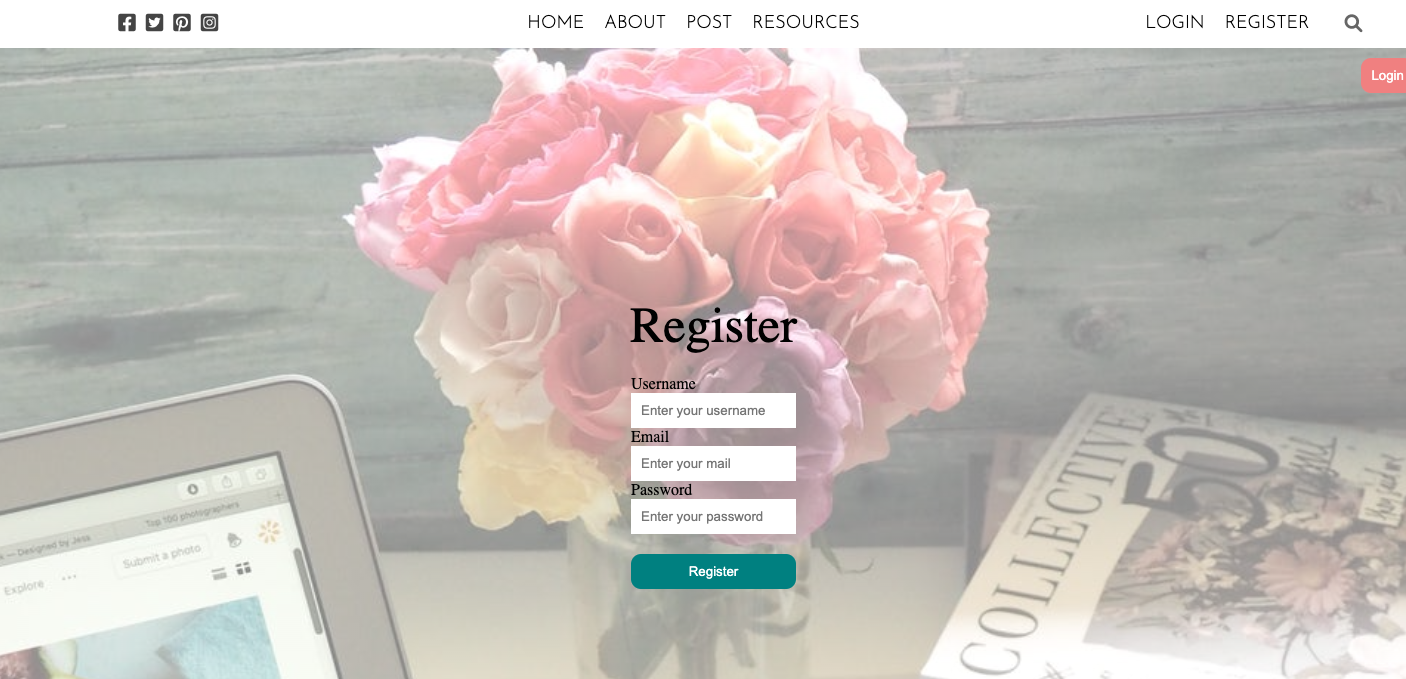 HOME ABOUT POST RESOURCES LOGIN REGISTER
Login
Register
Username
Enter your username
Email
Enter your mail
Password
Enter your password
Register
Top 100 photographers
— Designed by Jess
Submit a photo
Explore
COLLECTIVE
50
COLLECTIVE